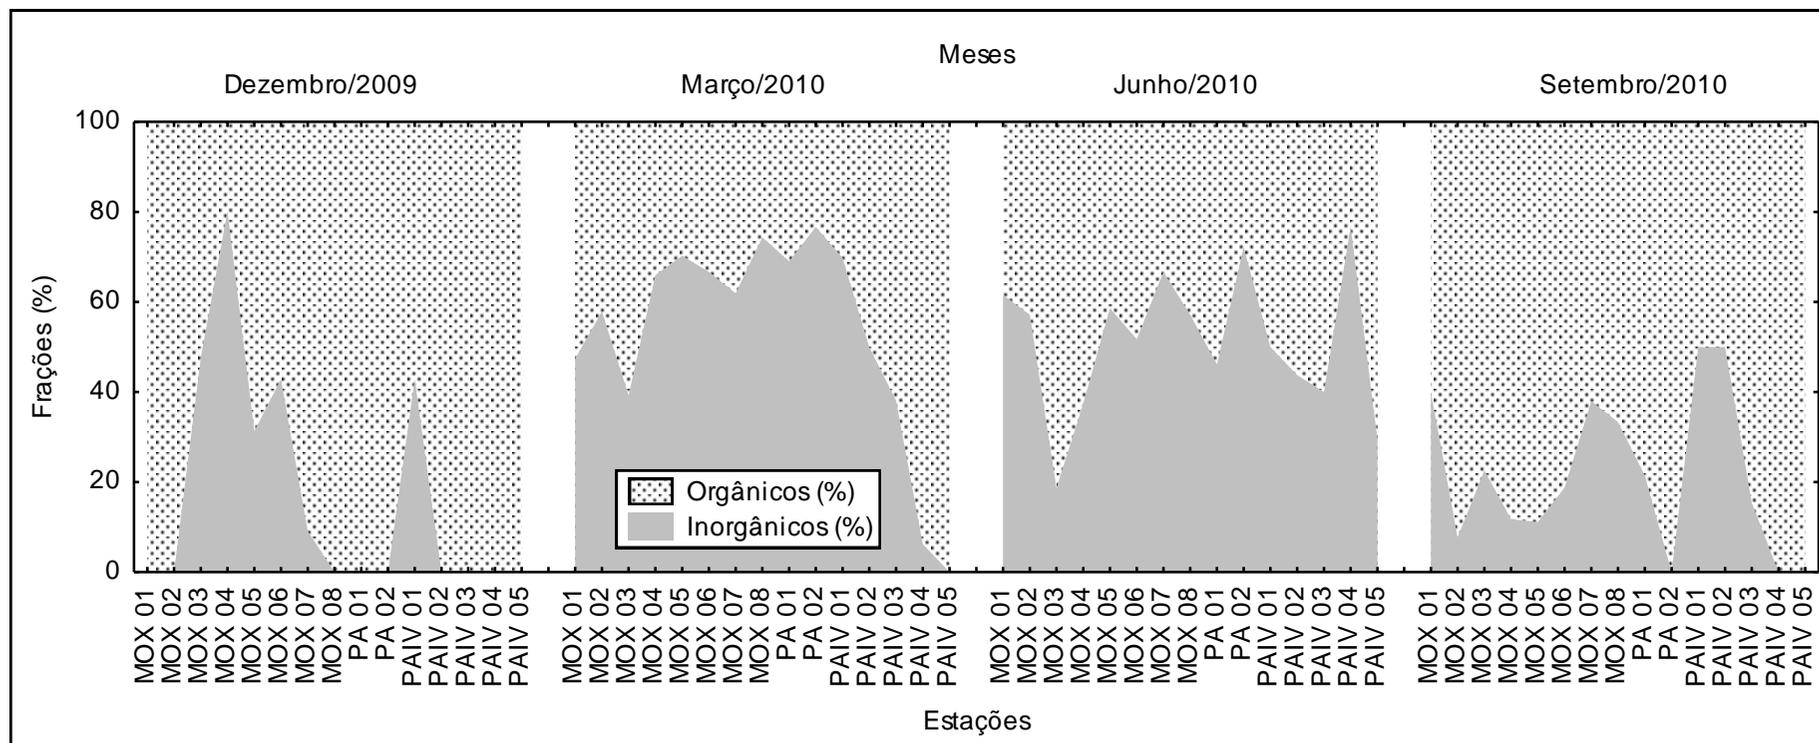 Meses
Dezembro/2009 Março/2010 Junho/2010 Setembro/2010
100
80
60
40
20
0
Frações (%)
Orgânicos (%)
Inorgânicos (%)
MOX 01
MOX 02
MOX 03
MOX 04
MOX 05
MOX 06
MOX 07
MOX 08
PA 01
PA 02
PAIV 01
PAIV 02
PAIV 03
PAIV 04
PAIV 05
MOX 01
MOX 02
MOX 03
MOX 04
MOX 05
MOX 06
MOX 07
MOX 08
PA 01
PA 02
PAIV 01
PAIV 02
PAIV 03
PAIV 04
PAIV 05
MOX 01
MOX 02
MOX 03
MOX 04
MOX 05
MOX 06
MOX 07
MOX 08
PA 01
PA 02
PAIV 01
PAIV 02
PAIV 03
PAIV 04
PAIV 05
MOX 01
MOX 02
MOX 03
MOX 04
MOX 05
MOX 06
MOX 07
MOX 08
PA 01
PA 02
PAIV 01
PAIV 02
PAIV 03
PAIV 04
PAIV 05
Estações